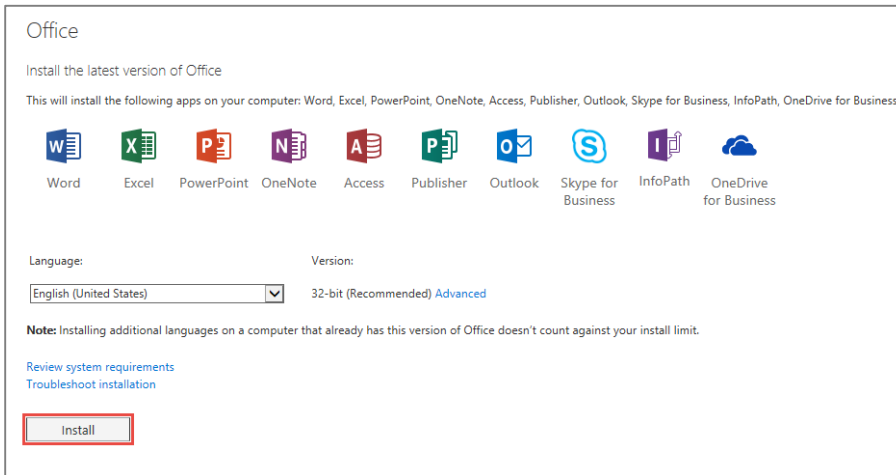 Office
Install the latest version of Office
This will install the following apps on your computer: Word, Excel, PowerPoint, OneNote, Access, Publisher, Outlook, Skype for Business, InfoPath, OneDrive for Business
Word Excel PowerPoint OneNote Access Publisher Outlook Skype for Business InfoPath OneDrive for Business
Language: Version:
English (United States) 32-bit (Recommended) Advanced
Note: Installing additional languages on a computer that already has this version of Office doesn't count against your install limit.
Review system requirements
Troubleshoot installation
Install